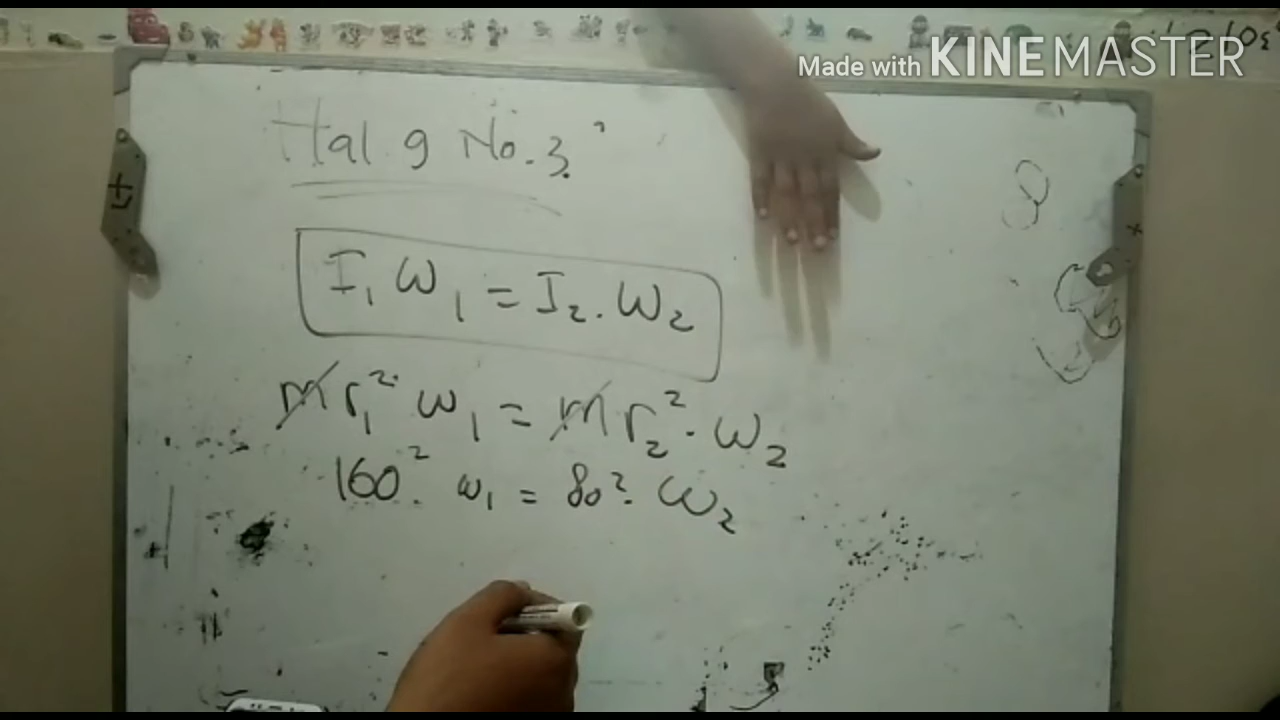 Made with KINEMASTER
Hal 9 No. 3.
I₁ ω₁ = I₂ . ω₂
m r₁² ω₁ = m r₂² . ω₂
160² . ω₁ = 80² . ω₂